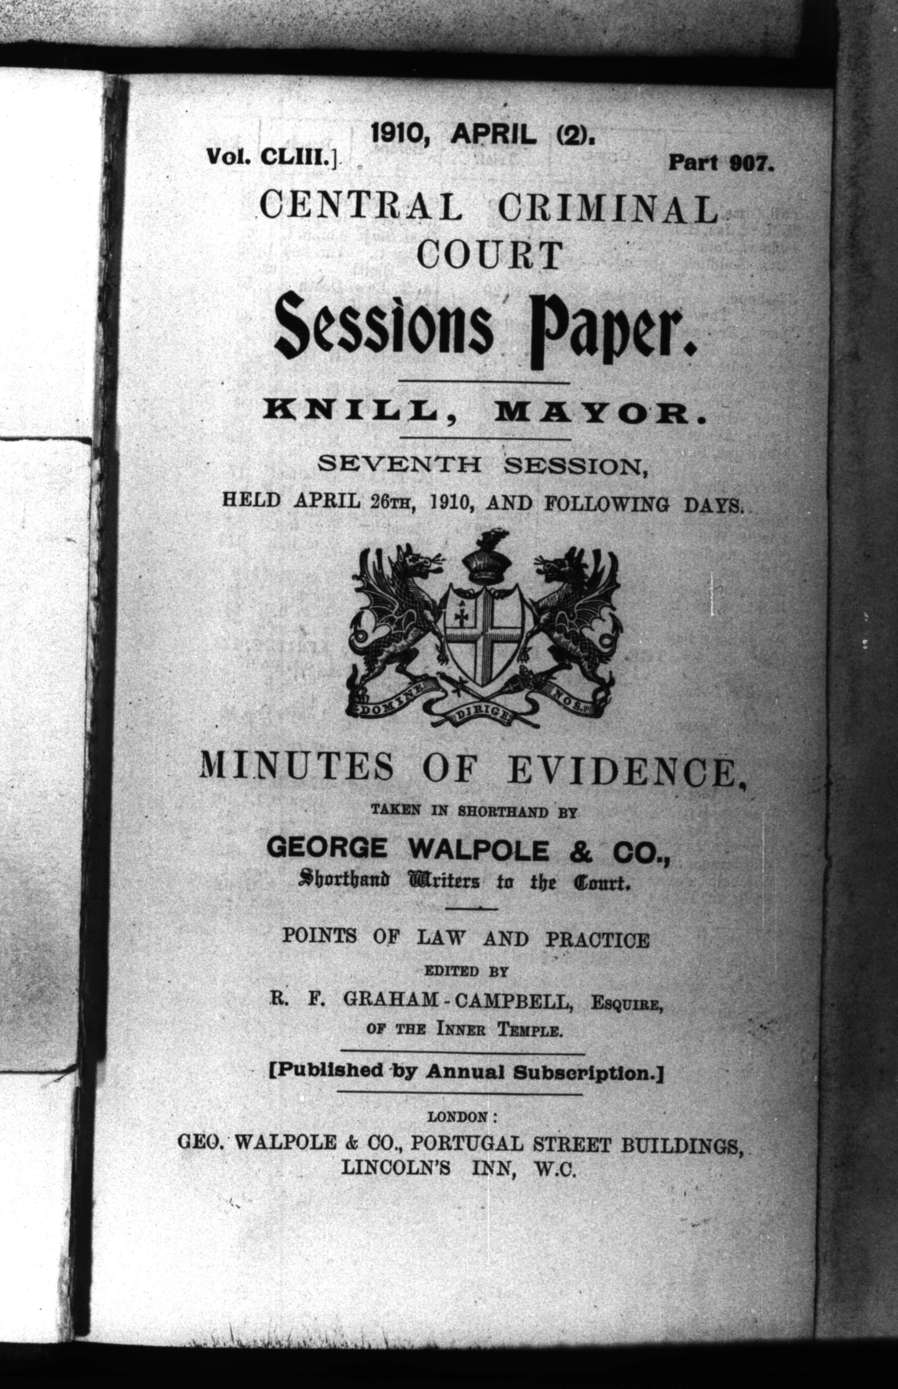 1910, APRIL (2).
Vol. CLIII.] Part 907.
CENTRAL CRIMINAL
COURT
Sessions Paper.
KNILL, MAYOR.
SEVENTH SESSION,
HELD APRIL 26TH, 1910, AND FOLLOWING DAYS.
DOMINE DIRIGE NOS.
MINUTES OF EVIDENCE,
TAKEN IN SHORTHAND BY
GEORGE WALPOLE & CO.,
Shorthand Writers to the Court.
POINTS OF LAW AND PRACTICE
EDITED BY
R. F. GRAHAM-CAMPBELL, ESQUIRE,
OF THE INNER TEMPLE.
[Published by Annual Subscription.]
LONDON:
GEO. WALPOLE & CO., PORTUGAL STREET BUILDINGS,
LINCOLN'S INN, W.C.